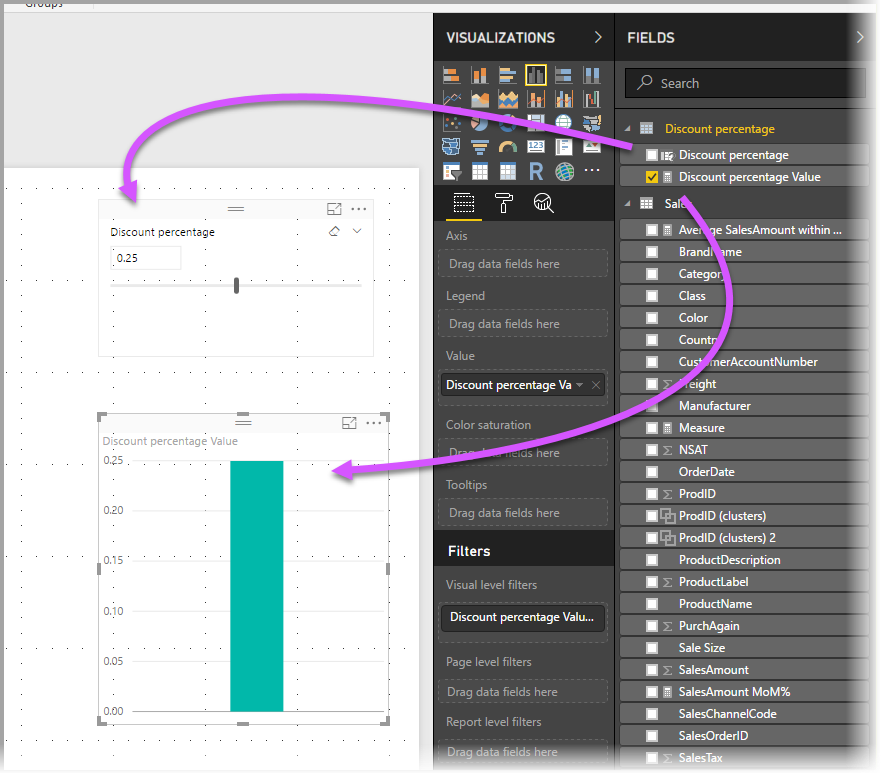 Groups
VISUALIZATIONS
FIELDS
Search
123
R
Discount percentage
Discount percentage
Discount percentage Value
Sales
Average SalesAmount within ...
BrandName
Category
Class
Color
Country
CustomerAccountNumber
Freight
Manufacturer
Measure
NSAT
OrderDate
ProdID
ProdID (clusters)
ProdID (clusters) 2
ProductDescription
ProductLabel
ProductName
PurchAgain
Sale Size
SalesAmount
SalesAmount MoM%
SalesChannelCode
SalesOrderID
SalesTax
Axis
Drag data fields here
Legend
Drag data fields here
Value
Discount percentage Va
Color saturation
Drag data fields here
Tooltips
Drag data fields here
Filters
Visual level filters
Discount percentage Valu...
Page level filters
Drag data fields here
Report level filters
Drag data fields here
Discount percentage
0.25
Discount percentage Value
0.25
0.20
0.15
0.10
0.05
0.00